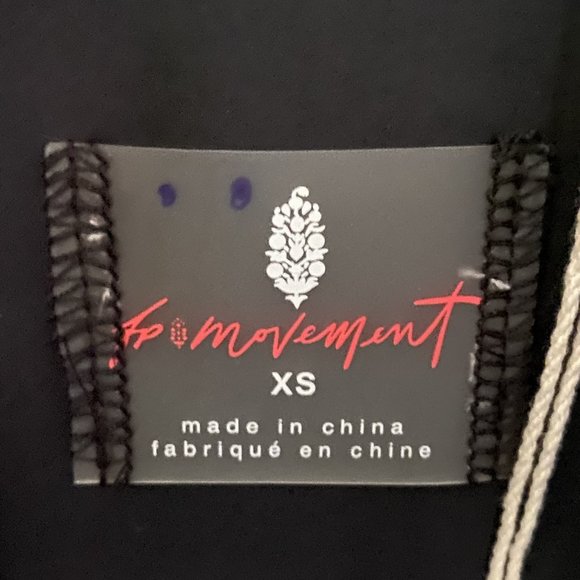 fp movement
XS
made in china
fabriqué en chine